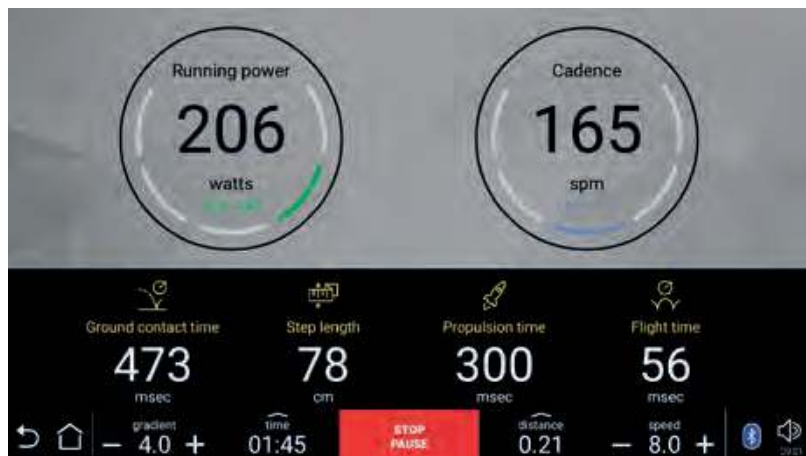 Running power
206
watts
Cadence
165
spm
Ground contact time
473
msec
Step length
78
cm
Propulsion time
300
msec
Flight time
56
msec
gradient
− 4.0 +
time
01:45
STOP
PAUSE
distance
0.21
speed
− 8.0 +